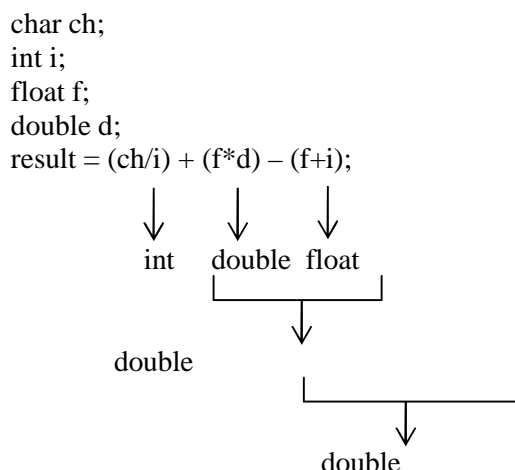 char ch;
int i;
float f;
double d;
result = (ch/i) + (f*d) – (f+i);
int double float
double
double